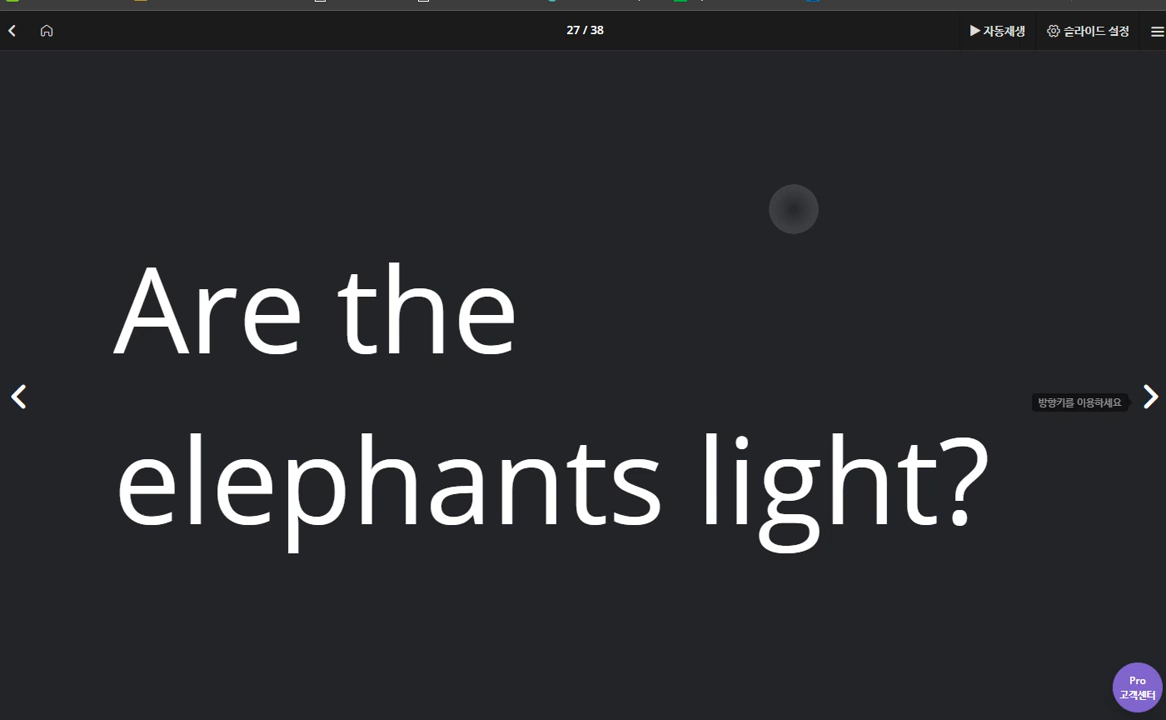 27 / 38
▶ 자동재생
슬라이드 설정
Are the
elephants light?
방향키를 이용하세요
Pro
고객센터